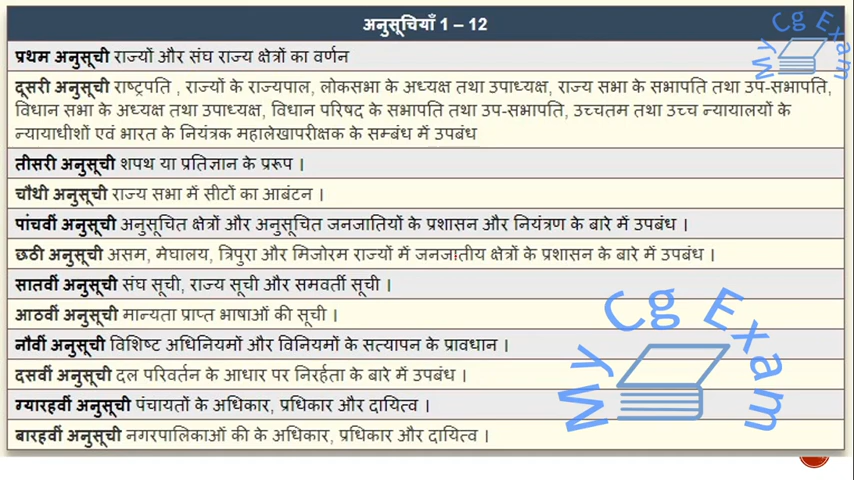 अनुसूचियाँ 1 – 12
प्रथम अनुसूची राज्यों और संघ राज्य क्षेत्रों का वर्णन
दूसरी अनुसूची राष्ट्रपति , राज्यों के राज्यपाल, लोकसभा के अध्यक्ष तथा उपाध्यक्ष, राज्य सभा के सभापति तथा उप-सभापति,
विधान सभा के अध्यक्ष तथा उपाध्यक्ष, विधान परिषद के सभापति तथा उप-सभापति, उच्चतम तथा उच्च न्यायालयों के
न्यायाधीशों एवं भारत के नियंत्रक महालेखापरीक्षक के सम्बंध में उपबंध
तीसरी अनुसूची शपथ या प्रतिज्ञान के प्ररूप ।
चौथी अनुसूची राज्य सभा में सीटों का आबंटन ।
पांचवीं अनुसूची अनुसूचित क्षेत्रों और अनुसूचित जनजातियों के प्रशासन और नियंत्रण के बारे में उपबंध ।
छठी अनुसूची असम, मेघालय, त्रिपुरा और मिजोरम राज्यों में जनजातीय क्षेत्रों के प्रशासन के बारे में उपबंध ।
सातवीं अनुसूची संघ सूची, राज्य सूची और समवर्ती सूची ।
आठवीं अनुसूची मान्यता प्राप्त भाषाओं की सूची ।
नौवीं अनुसूची विशिष्ट अधिनियमों और विनियमों के सत्यापन के प्रावधान ।
दसवीं अनुसूची दल परिवर्तन के आधार पर निरर्हता के बारे में उपबंध ।
ग्यारहवीं अनुसूची पंचायतों के अधिकार, प्रधिकार और दायित्व ।
बारहवीं अनुसूची नगरपालिकाओं की के अधिकार, प्रधिकार और दायित्व ।
My Cg Exam
My Cg Exam